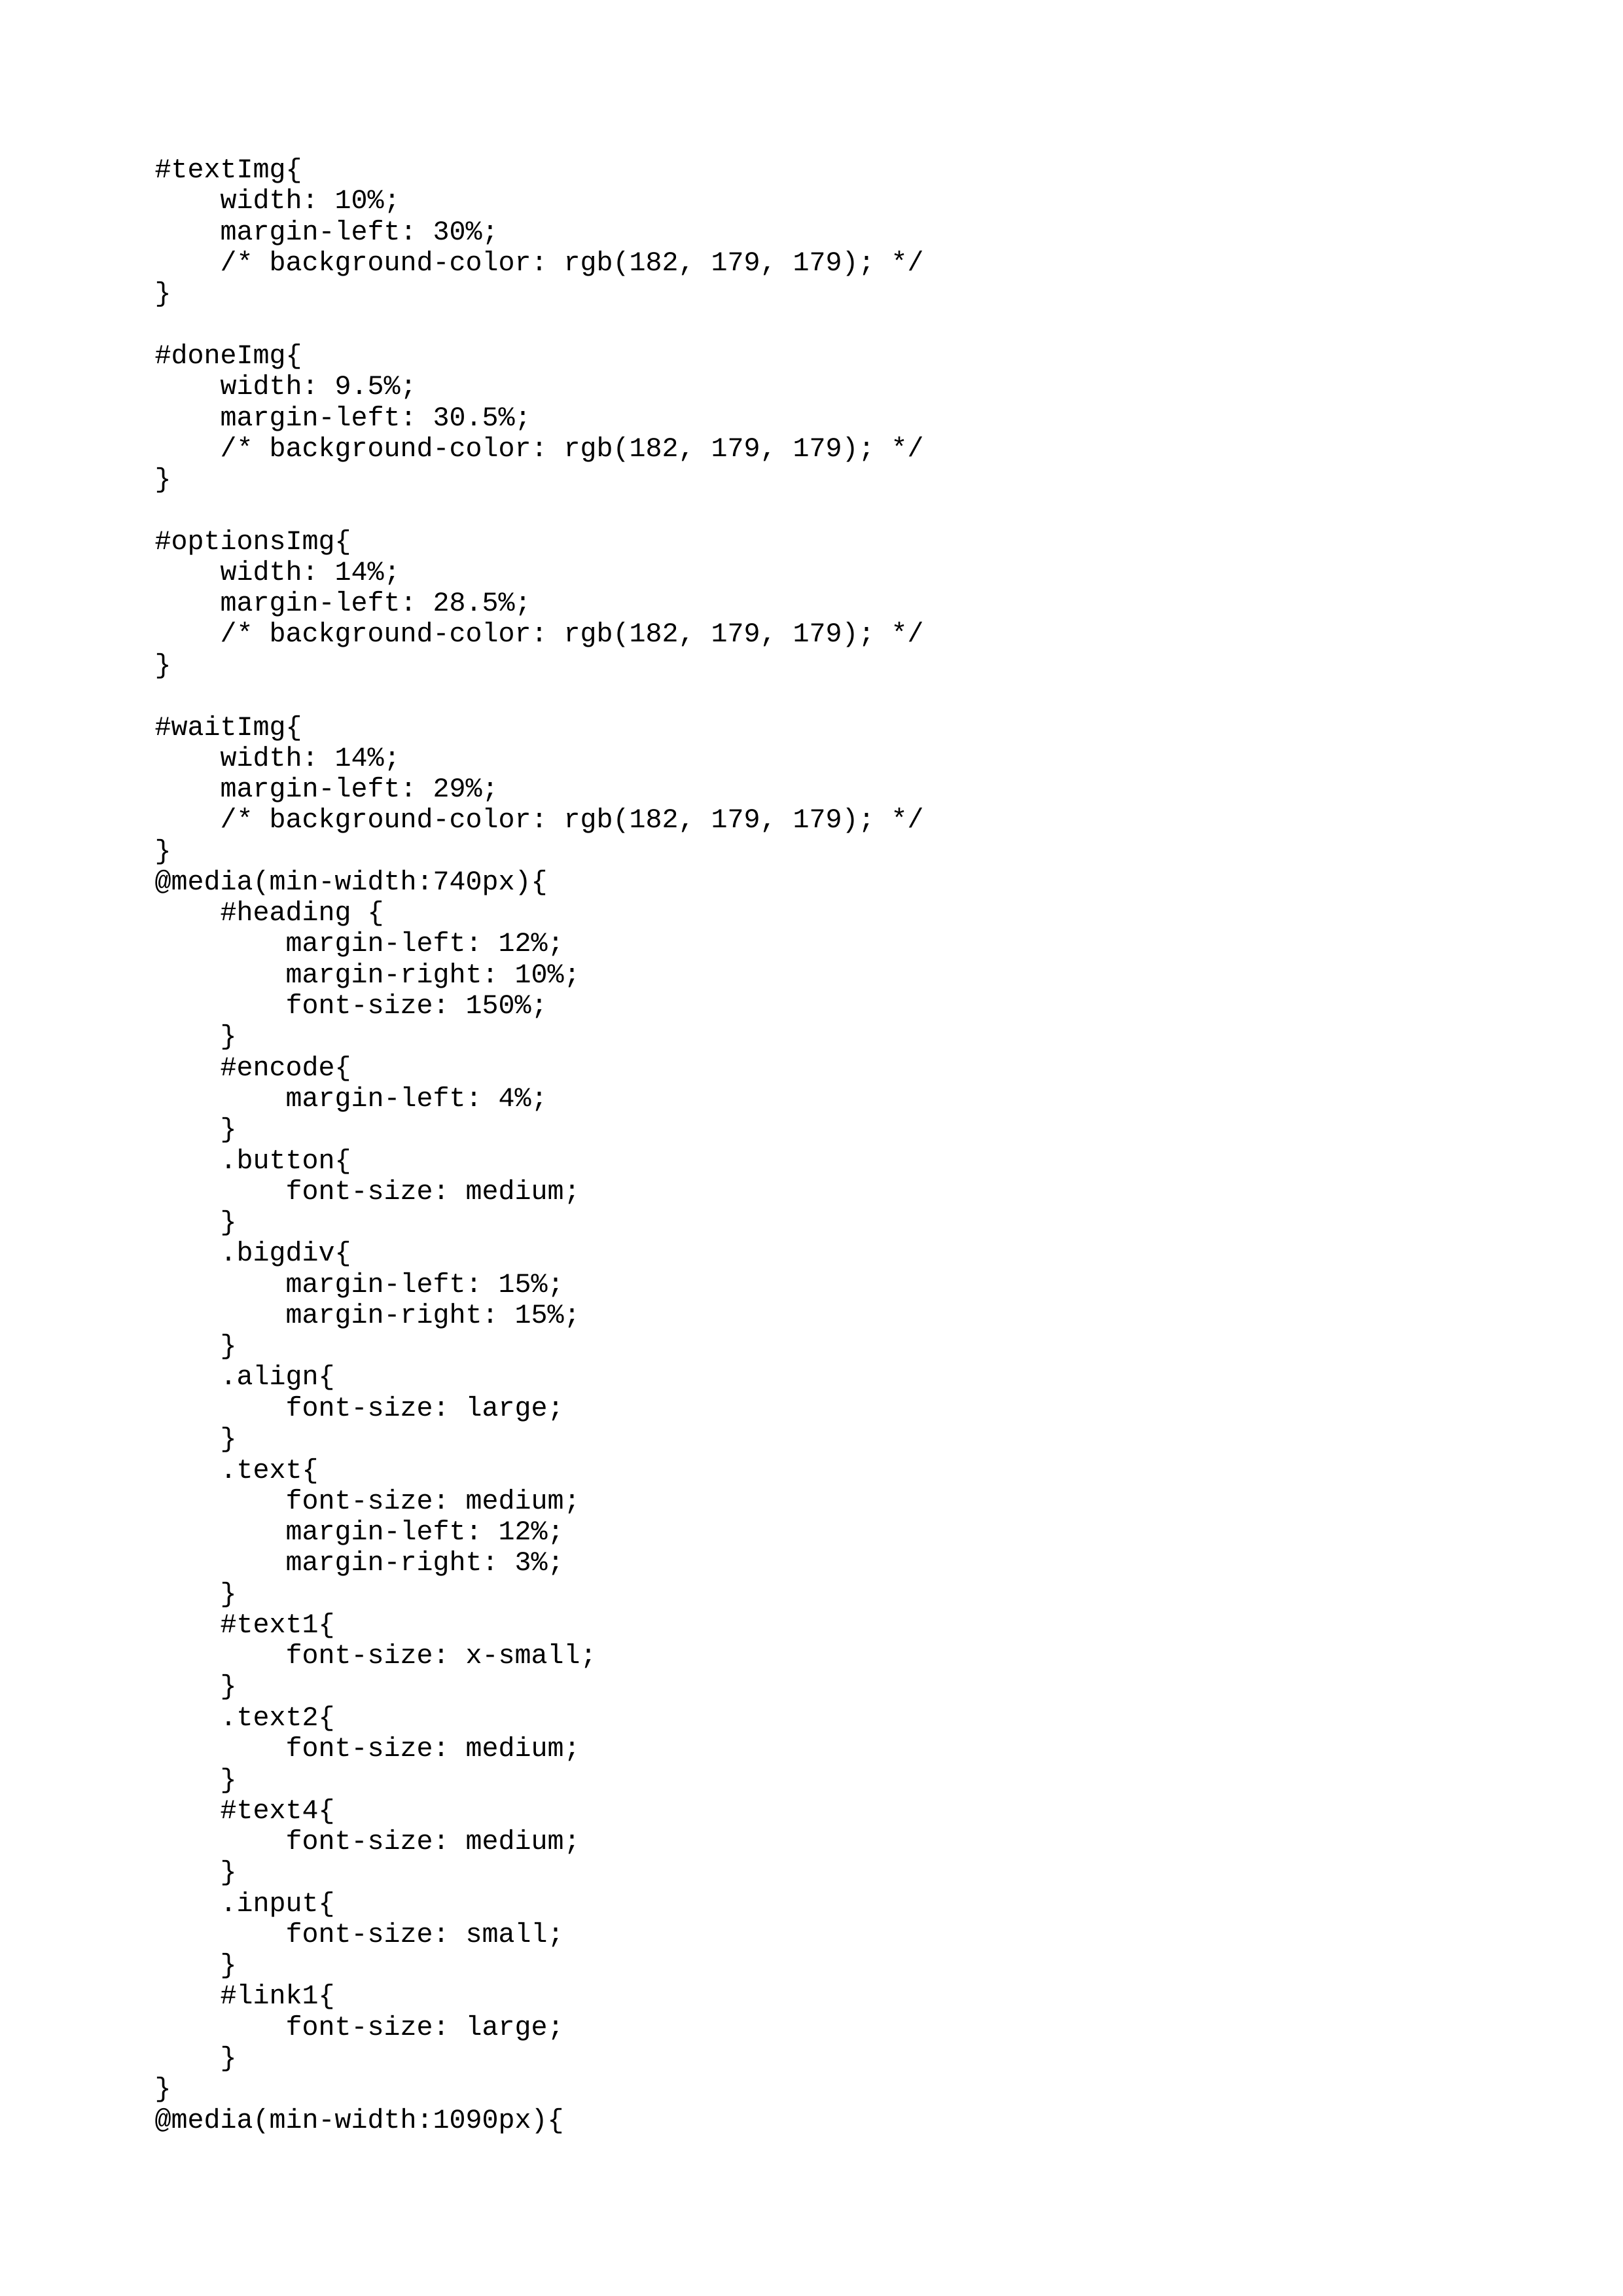 #textImg{
    width: 10%;
    margin-left: 30%;
    /* background-color: rgb(182, 179, 179); */
}

#doneImg{
    width: 9.5%;
    margin-left: 30.5%;
    /* background-color: rgb(182, 179, 179); */
}

#optionsImg{
    width: 14%;
    margin-left: 28.5%;
    /* background-color: rgb(182, 179, 179); */
}

#waitImg{
    width: 14%;
    margin-left: 29%;
    /* background-color: rgb(182, 179, 179); */
}
@media(min-width:740px){
    #heading {
        margin-left: 12%;
        margin-right: 10%;
        font-size: 150%;
    }
    #encode{
        margin-left: 4%;
    }
    .button{
        font-size: medium;
    }
    .bigdiv{
        margin-left: 15%;
        margin-right: 15%;
    }
    .align{
        font-size: large;
    }
    .text{
        font-size: medium;
        margin-left: 12%;
        margin-right: 3%;
    }
    #text1{
        font-size: x-small;
    }
    .text2{
        font-size: medium;
    }
    #text4{
        font-size: medium;
    }
    .input{
        font-size: small;
    }
    #link1{
        font-size: large;
    }
}
@media(min-width:1090px){